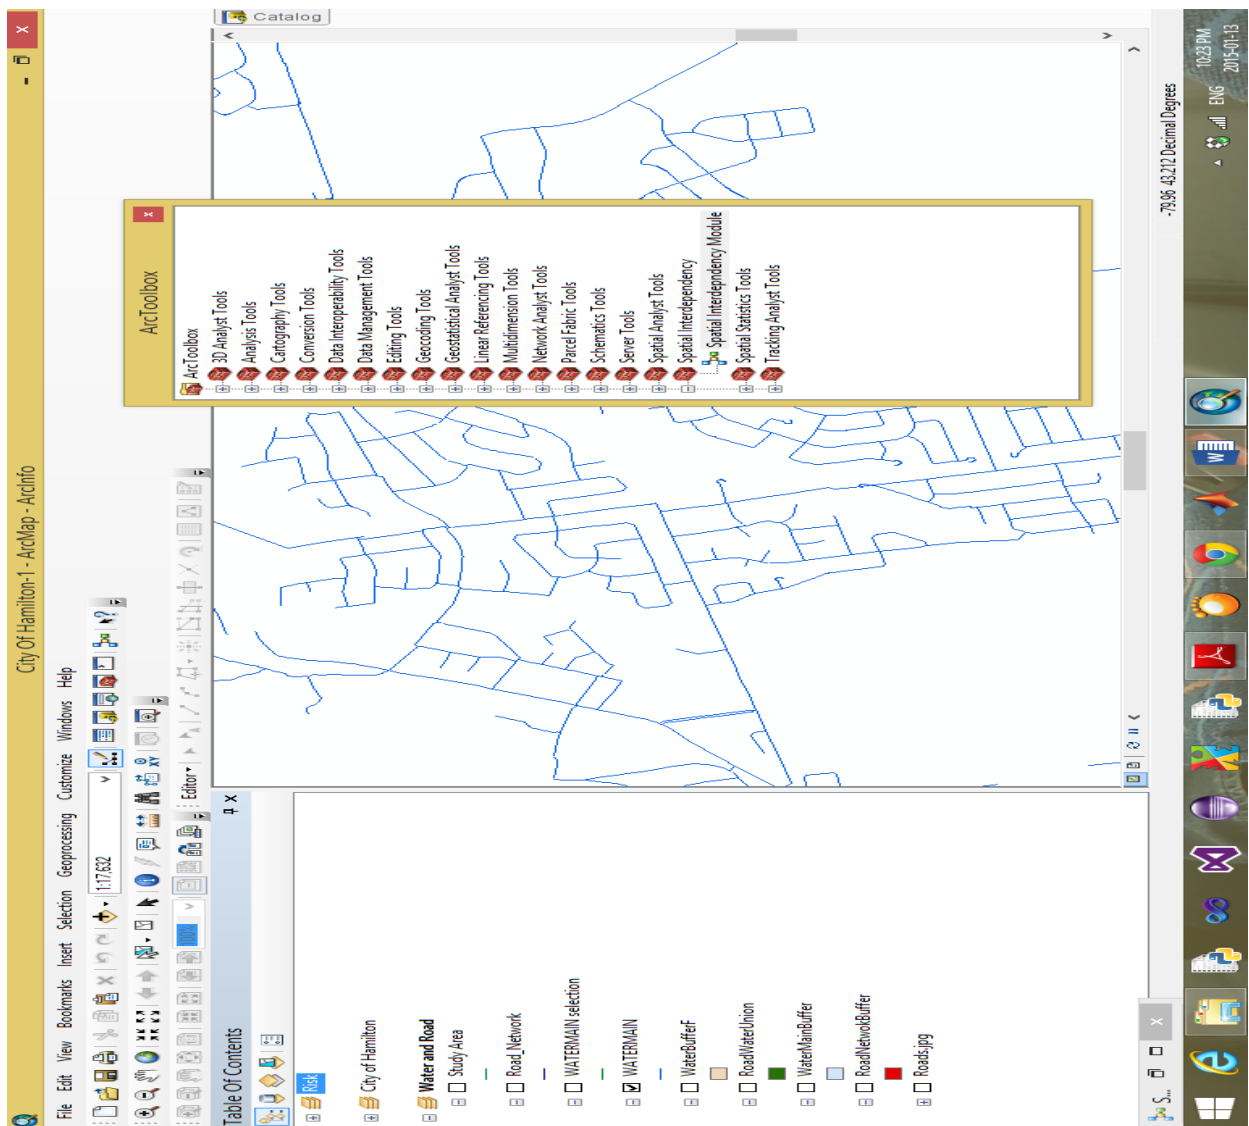 City Of Hamilton-1 - ArcMap - ArcInfo
File Edit View Bookmarks Insert Selection Geoprocessing Customize Windows Help
1:17,632
XY
100%
Editor
Table Of Contents
Risk
City of Hamilton
Water and Road
Study Area
Road_Network
WATERMAIN selection
WATERMAIN
WaterBufferF
RoadWaterUnion
WaterMainBuffer
RoadNetwokBuffer
Roads.jpg
Catalog
ArcToolbox
ArcToolbox
3D Analyst Tools
Analysis Tools
Cartography Tools
Conversion Tools
Data Interoperability Tools
Data Management Tools
Editing Tools
Geocoding Tools
Geostatistical Analyst Tools
Linear Referencing Tools
Multidimension Tools
Network Analyst Tools
Parcel Fabric Tools
Schematics Tools
Server Tools
Spatial Analyst Tools
Spatial Interdependency
Spatial Interdepndency Module
Spatial Statistics Tools
Tracking Analyst Tools
S...
-79.96 43.212 Decimal Degrees
ENG
10:23 PM
2015-01-13